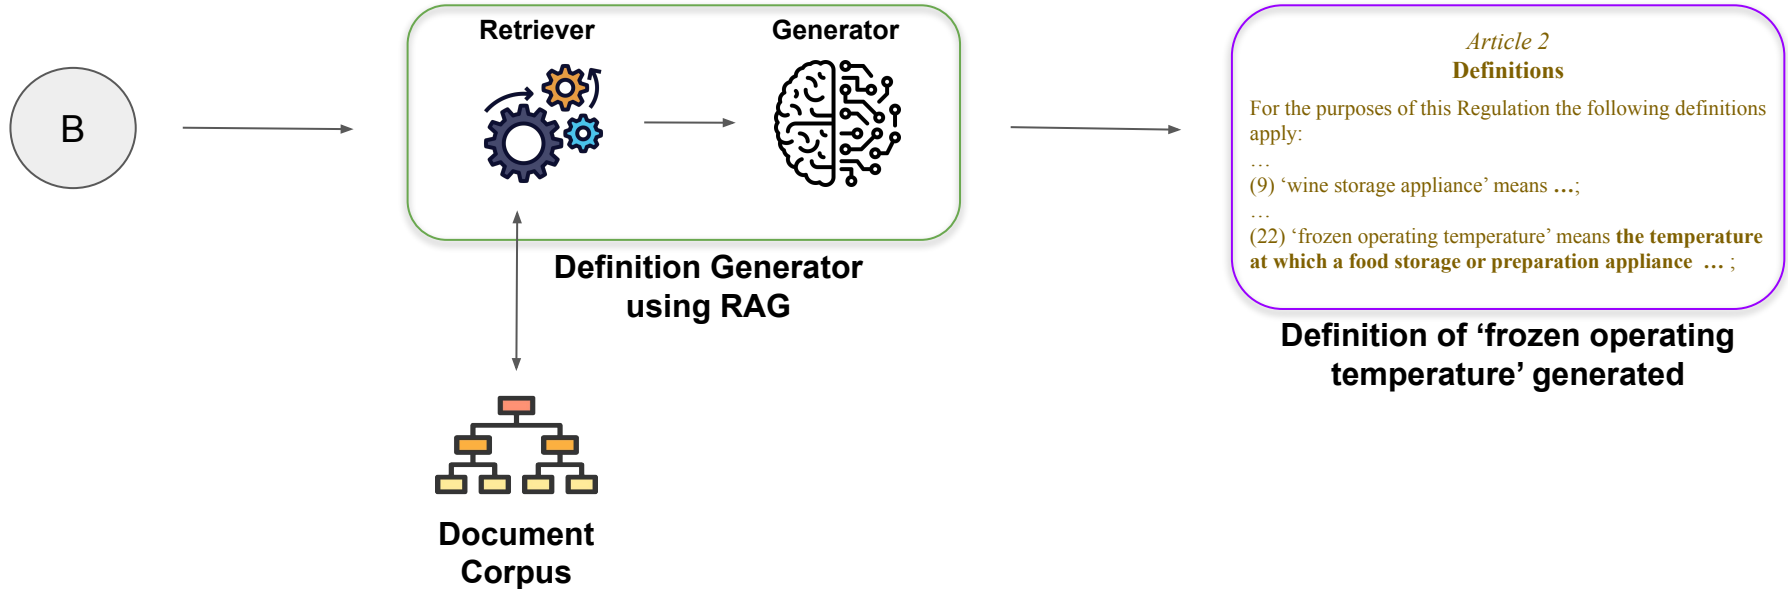 B
Retriever
Generator
Definition Generator
using RAG
Document
Corpus
Article 2
Definitions
For the purposes of this Regulation the following definitions
apply:
…
(9) ‘wine storage appliance’ means …;
…
(22) ‘frozen operating temperature’ means the temperature
at which a food storage or preparation appliance … ;
Definition of ‘frozen operating
temperature’ generated